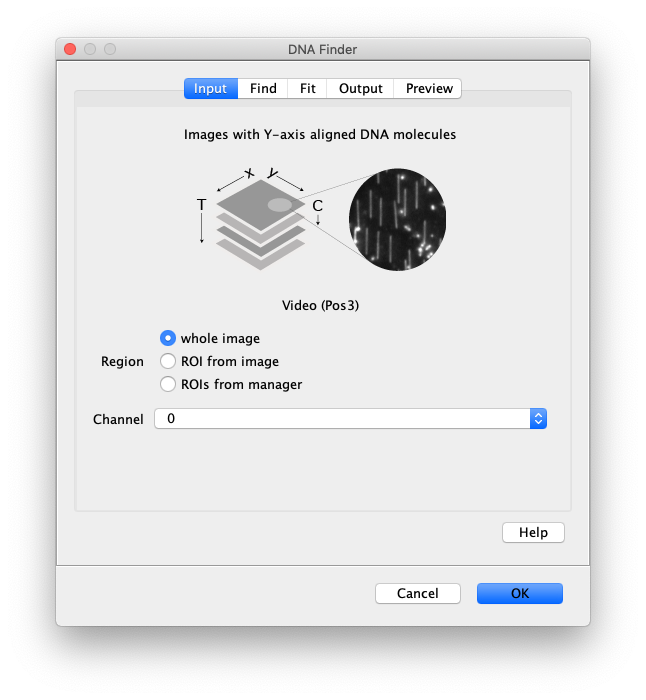 DNA Finder
Input Find Fit Output Preview
Images with Y-axis aligned DNA molecules
x y
T C
Video (Pos3)
whole image
Region ROI from image
ROIs from manager
Channel 0
Help
Cancel OK